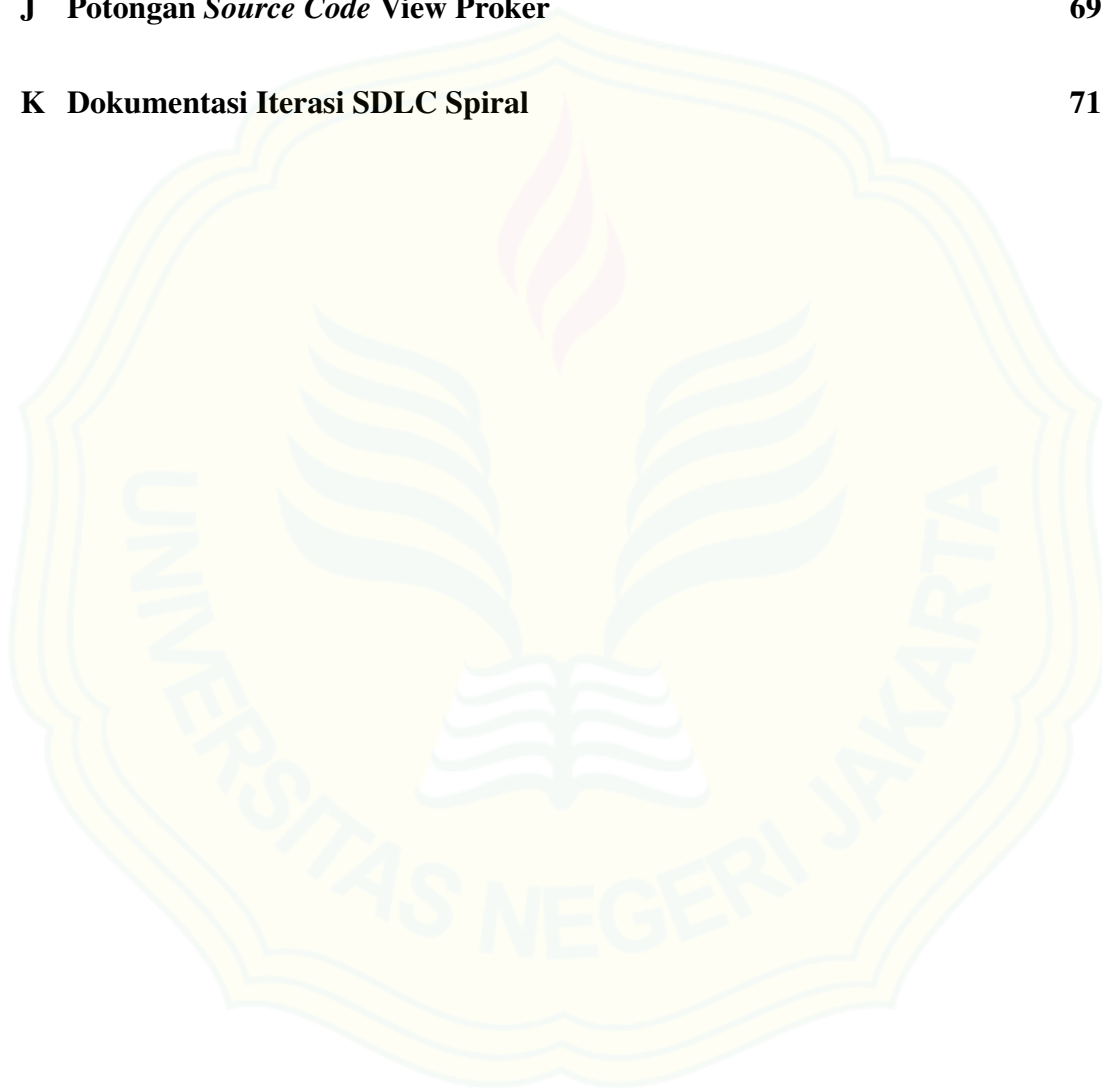 J Potongan Source Code View Proker 69
K Dokumentasi Iterasi SDLC Spiral 71
UNIVERSITAS NEGERI JAKARTA